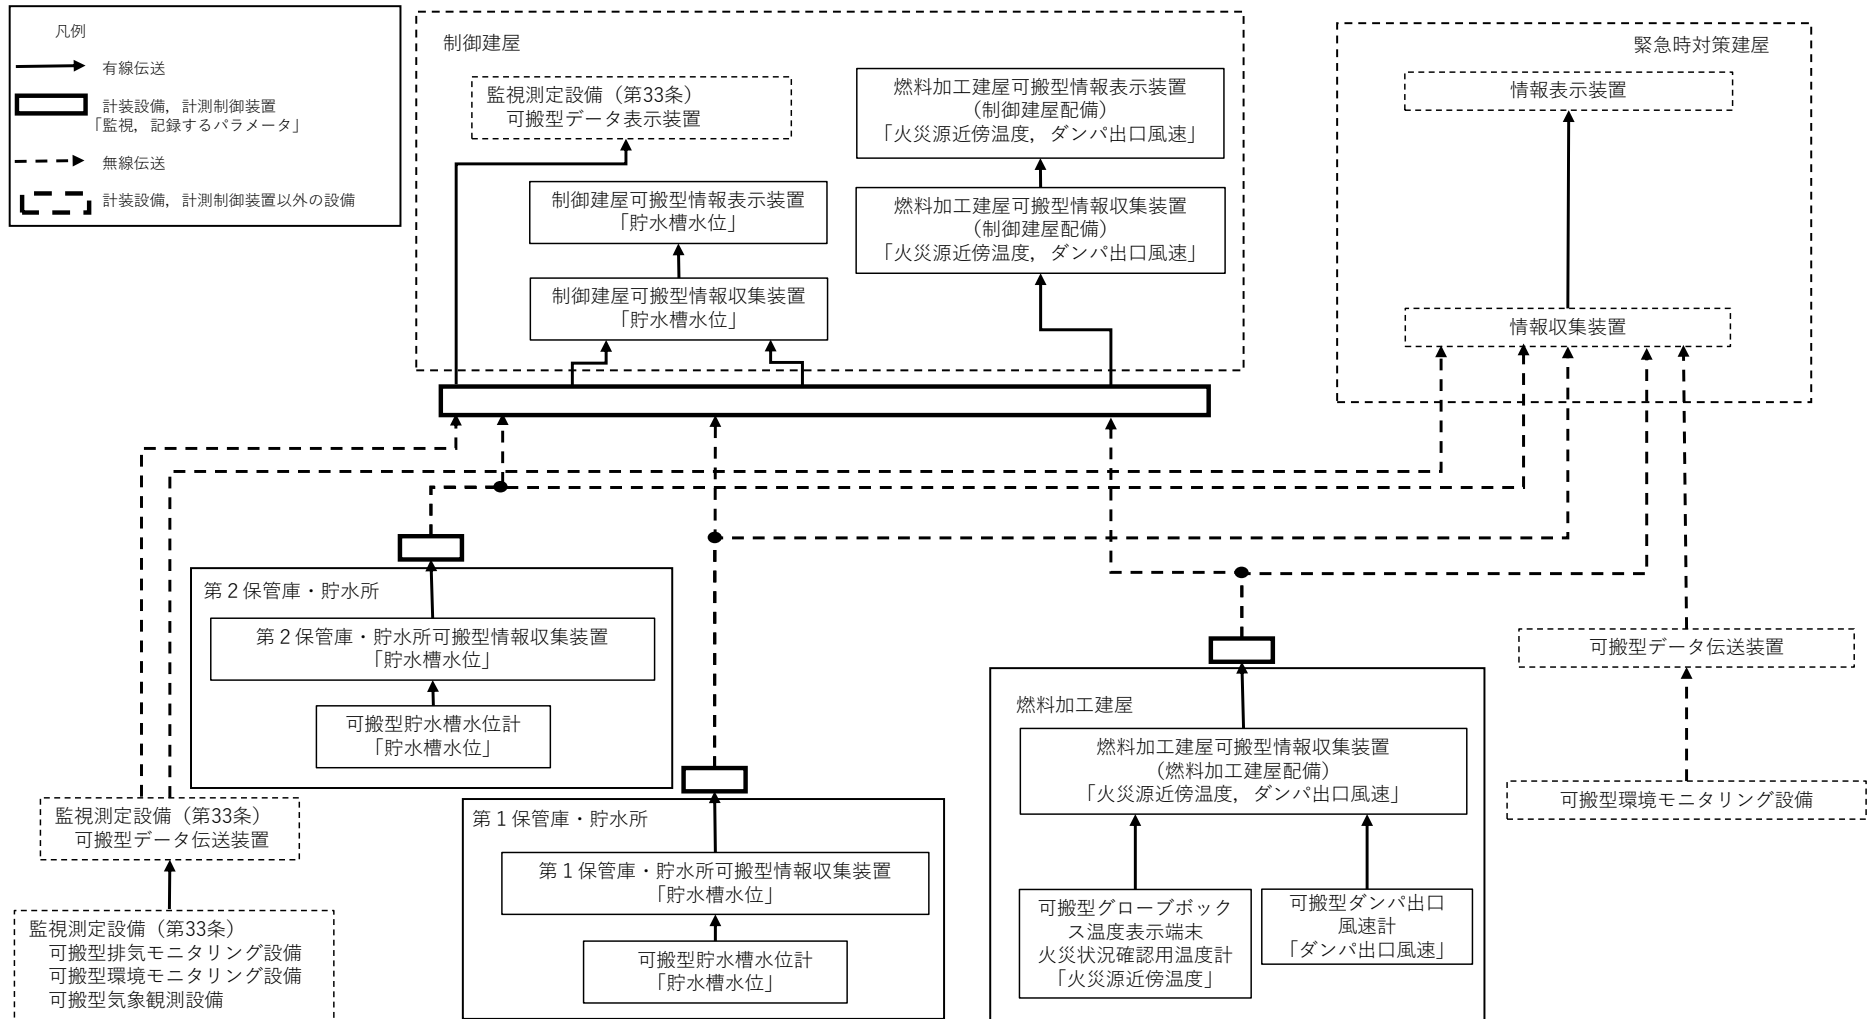 凡例
有線伝送
計装設備，計測制御装置
「監視，記録するパラメータ」
無線伝送
計装設備，計測制御装置以外の設備
制御建屋
監視測定設備（第33条）
可搬型データ表示装置
燃料加工建屋可搬型情報表示装置
（制御建屋配備）
「火災源近傍温度，ダンパ出口風速」
制御建屋可搬型情報表示装置
「貯水槽水位」
燃料加工建屋可搬型情報収集装置
（制御建屋配備）
「火災源近傍温度，ダンパ出口風速」
制御建屋可搬型情報収集装置
「貯水槽水位」
緊急時対策建屋
情報表示装置
情報収集装置
第２保管庫・貯水所
第２保管庫・貯水所可搬型情報収集装置
「貯水槽水位」
可搬型貯水槽水位計
「貯水槽水位」
監視測定設備（第33条）
可搬型データ伝送装置
監視測定設備（第33条）
可搬型排気モニタリング設備
可搬型環境モニタリング設備
可搬型気象観測設備
第１保管庫・貯水所
第１保管庫・貯水所可搬型情報収集装置
「貯水槽水位」
可搬型貯水槽水位計
「貯水槽水位」
燃料加工建屋
燃料加工建屋可搬型情報収集装置
（燃料加工建屋配備）
「火災源近傍温度，ダンパ出口風速」
可搬型グローブボック
ス温度表示端末
火災状況確認用温度計
「火災源近傍温度」
可搬型ダンパ出口
風速計
「ダンパ出口風速」
可搬型データ伝送装置
可搬型環境モニタリング設備